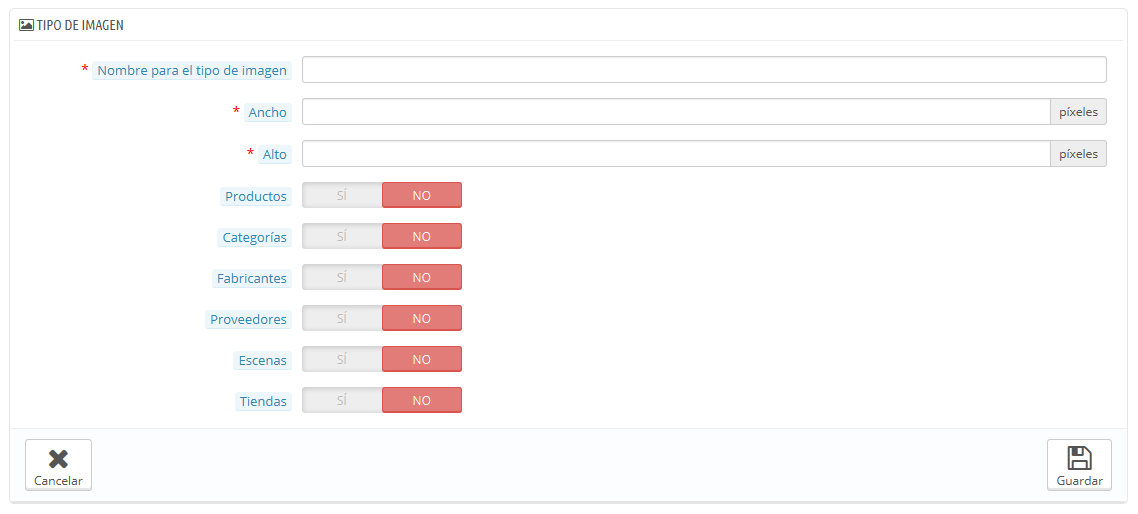 TIPO DE IMAGEN
* Nombre para el tipo de imagen
* Ancho píxeles
* Alto píxeles
Productos SÍ NO
Categorías SÍ NO
Fabricantes SÍ NO
Proveedores SÍ NO
Escenas SÍ NO
Tiendas SÍ NO
Cancelar Guardar